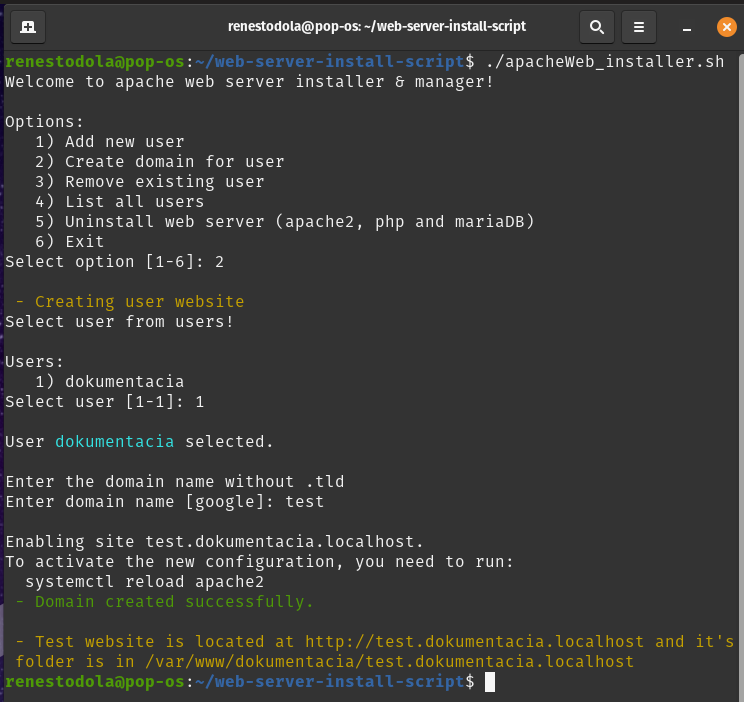 renestodola@pop-os: ~/web-server-install-script
renestodola@pop-os:~/web-server-install-script$ ./apacheWeb_installer.sh
Welcome to apache web server installer & manager!

Options:
   1) Add new user
   2) Create domain for user
   3) Remove existing user
   4) List all users
   5) Uninstall web server (apache2, php and mariaDB)
   6) Exit
Select option [1-6]: 2

 - Creating user website
Select user from users!

Users:
   1) dokumentacia
Select user [1-1]: 1

User dokumentacia selected.

Enter the domain name without .tld
Enter domain name [google]: test

Enabling site test.dokumentacia.localhost.
To activate the new configuration, you need to run:
  systemctl reload apache2
 - Domain created successfully.

 - Test website is located at http://test.dokumentacia.localhost and it's
 folder is in /var/www/dokumentacia/test.dokumentacia.localhost
renestodola@pop-os:~/web-server-install-script$